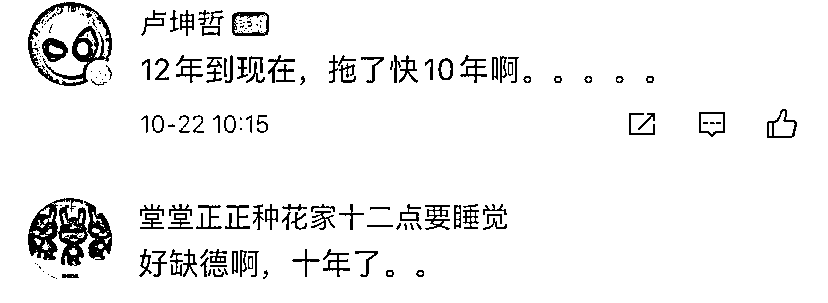 卢坤哲
12年到现在，拖了快10年啊。。。。。
10-22 10:15
堂堂正正种花家十二点要睡觉
好缺德啊，十年了。。